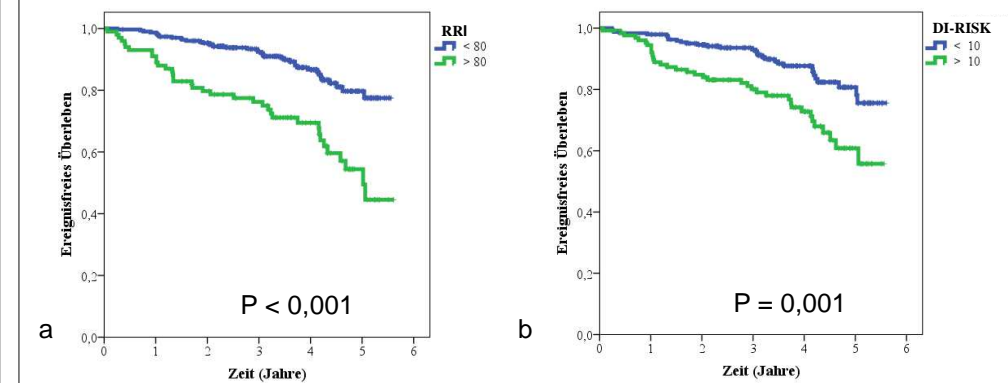 1,0
0,8
0,6
0,4
0,2
0,0
Ereignisfreies Überleben
0 1 2 3 4 5 6
Zeit (Jahre)
RRI
< 80
> 80
P < 0,001
a
1,0
0,8
0,6
0,4
0,2
0,0
Ereignisfreies Überleben
0 1 2 3 4 5 6
Zeit (Jahre)
DI-RISK
< 10
> 10
P = 0,001
b